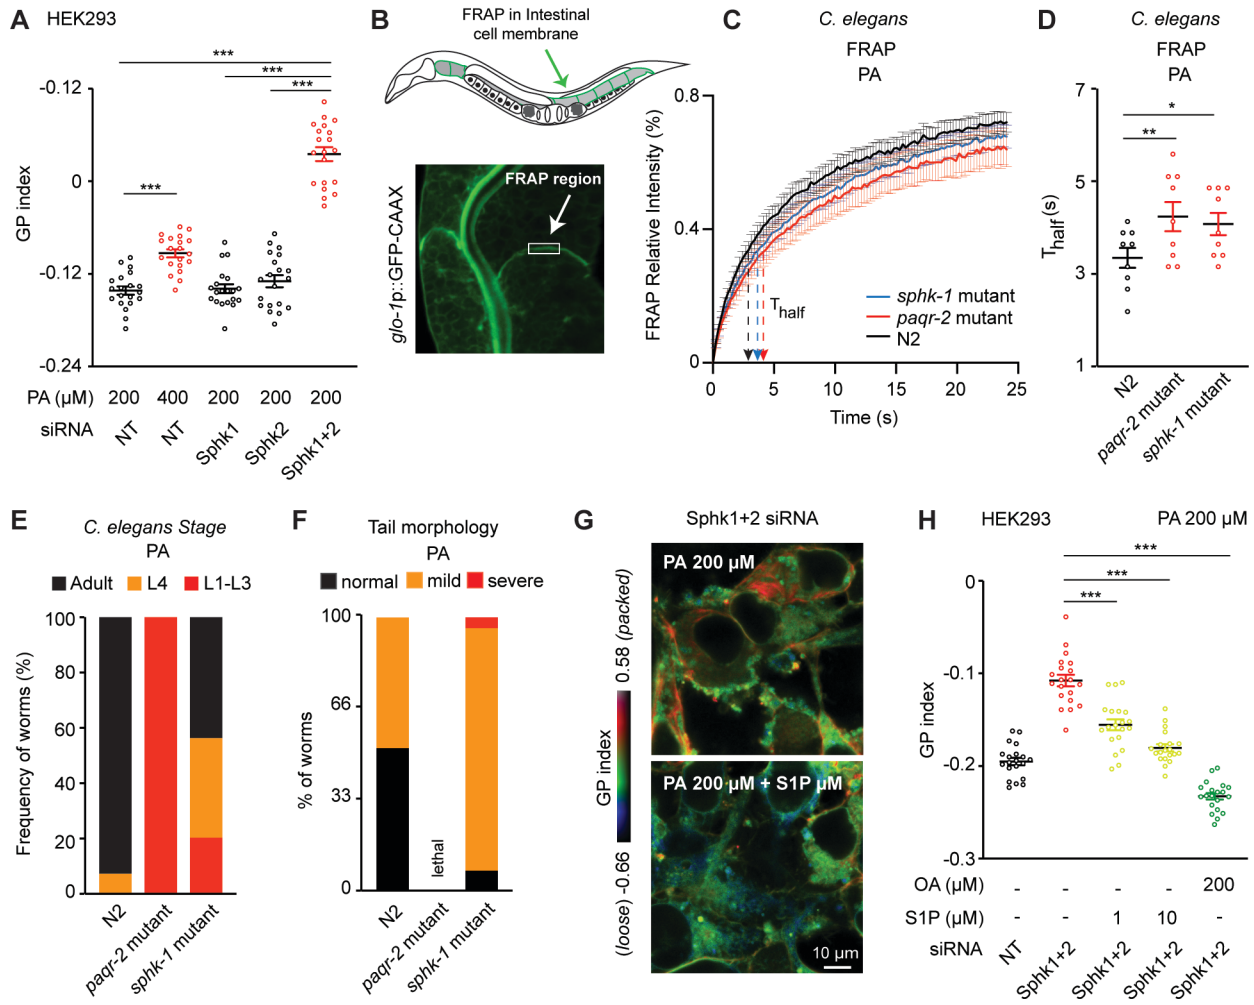 A
HEK293
***
***
***
***
-0.12
0
-0.12
-0.24
GP index
PA (µM) 200 400 200 200 200
siRNA NT NT Sphk1 Sphk2 Sphk1+2
B
FRAP in Intestinal
cell membrane
glo-1p::GFP-CAAX
FRAP region
C
C. elegans
FRAP
PA
FRAP Relative Intensity (%)
0.8
0.4
0
Thalf
sphk-1 mutant
paqr-2 mutant
N2
0 5 10 15 20 25
Time (s)
D
C. elegans
FRAP
PA
Thalf (s)
7
5
3
1
*
**
N2 paqr-2 mutant sphk-1 mutant
E
C. elegans Stage
PA
Adult L4 L1-L3
Frequency of worms (%)
100
80
60
40
20
0
N2 paqr-2 mutant sphk-1 mutant
F
Tail morphology
PA
normal mild severe
% of worms
100
66
33
0
lethal
N2 paqr-2 mutant sphk-1 mutant
G
Sphk1+2 siRNA
PA 200 µM
PA 200 µM + S1P µM
GP index
(loose) -0.66 0.58 (packed)
10 µm
H
HEK293
PA 200 µM
***
***
***
GP index
0
-0.1
-0.2
-0.3
OA (µM) - - - - 200
S1P (µM) - - 1 10 -
siRNA NT Sphk1+2 Sphk1+2 Sphk1+2 Sphk1+2